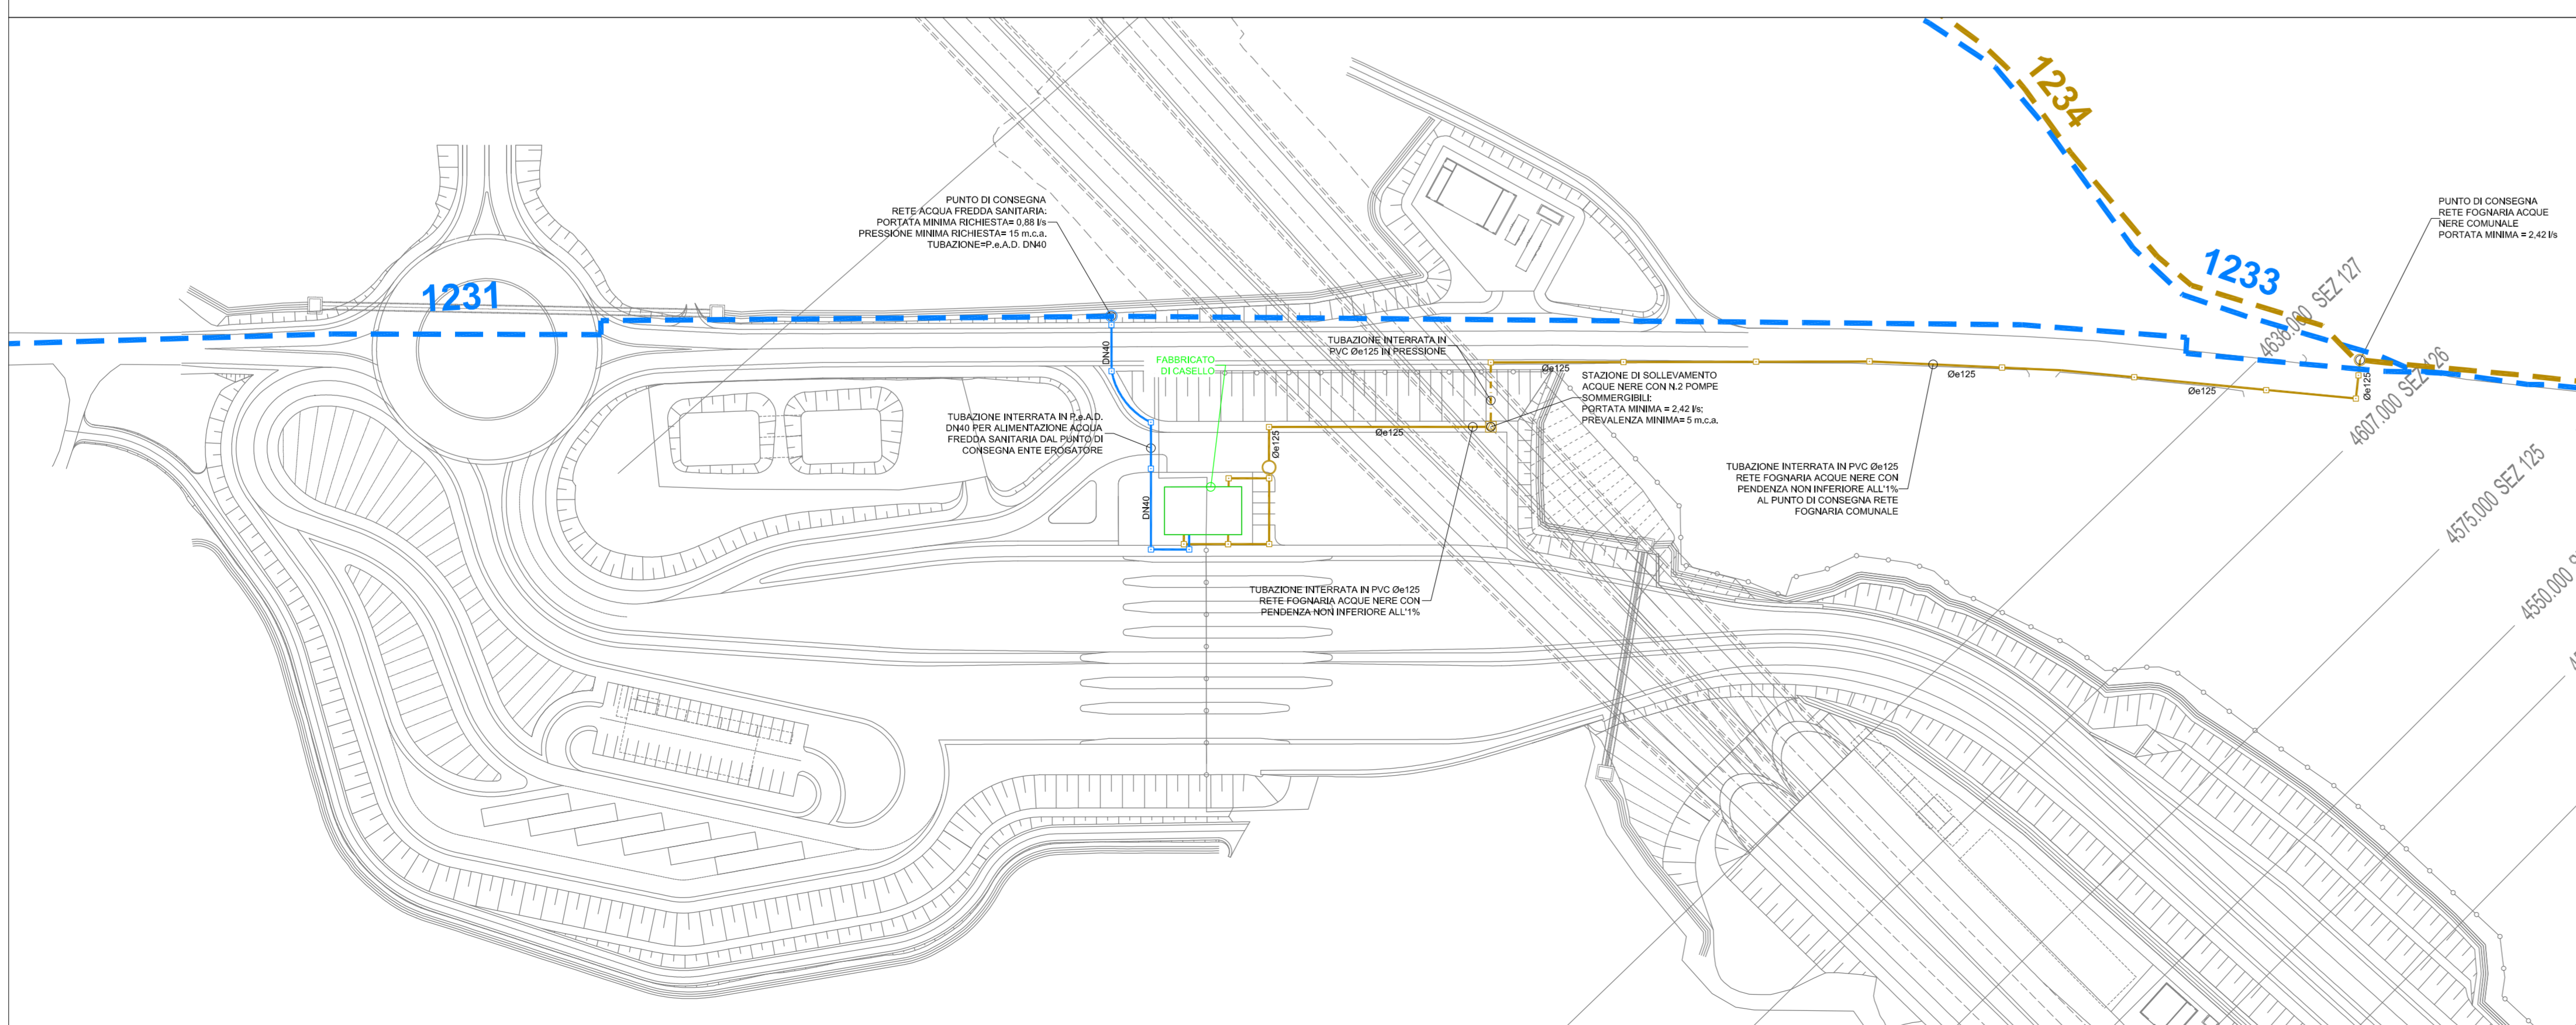 1234
PUNTO DI CONSEGNA
RETE FOGNARIA ACQUE
NERE COMUNALE
PORTATA MINIMA = 2,42 l/s
PUNTO DI CONSEGNA
RETE ACQUA FREDDA SANITARIA:
PORTATA MINIMA RICHIESTA= 0,88 l/s
PRESSIONE MINIMA RICHIESTA= 15 m.c.a.
TUBAZIONE=P.e.A.D. DN40
1231
1233
4636.000 SEZ 127
4607.000 SEZ 126
4575.000 SEZ 125
4550.000
DN40
FABBRICATO
DI CASELLO
TUBAZIONE INTERRATA IN
PVC Øe125 IN PRESSIONE
Øe125
STAZIONE DI SOLLEVAMENTO
ACQUE NERE CON N.2 POMPE
SOMMERGIBILI:
PORTATA MINIMA = 2,42 l/s;
PREVALENZA MINIMA= 5 m.c.a.
Øe125
Øe125
Øe125
TUBAZIONE INTERRATA IN P.e.A.D.
DN40 PER ALIMENTAZIONE ACQUA
FREDDA SANITARIA DAL PUNTO DI
CONSEGNA ENTE EROGATORE
Øe125
Øe125
DN40
TUBAZIONE INTERRATA IN PVC Øe125
RETE FOGNARIA ACQUE NERE CON
PENDENZA NON INFERIORE ALL'1%
AL PUNTO DI CONSEGNA RETE
FOGNARIA COMUNALE
TUBAZIONE INTERRATA IN PVC Øe125
RETE FOGNARIA ACQUE NERE CON
PENDENZA NON INFERIORE ALL'1%